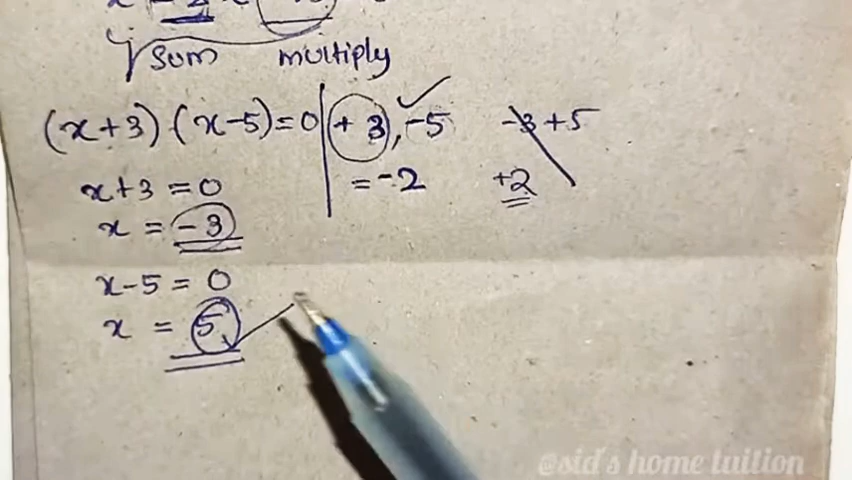 Sum multiply
(x+3) (x-5)=0 +3, -5 -3+5
x+3 = 0 = -2 +2
x = -3
x-5 = 0
x = 5
@sid's home tuition